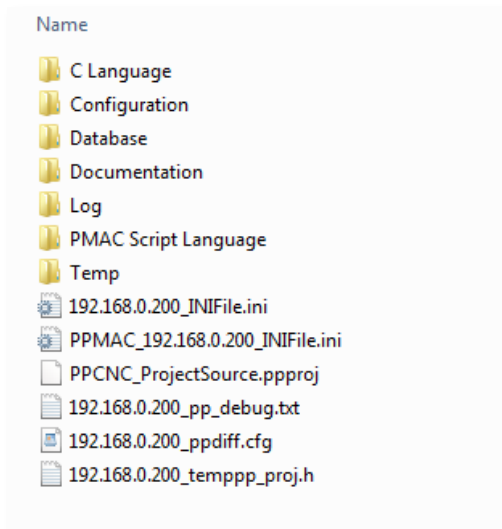 Name
C Language
Configuration
Database
Documentation
Log
PMAC Script Language
Temp
192.168.0.200_INIFile.ini
PPMAC_192.168.0.200_INIFile.ini
PPCNC_ProjectSource.ppproj
192.168.0.200_pp_debug.txt
192.168.0.200_ppdiff.cfg
192.168.0.200_temppp_proj.h